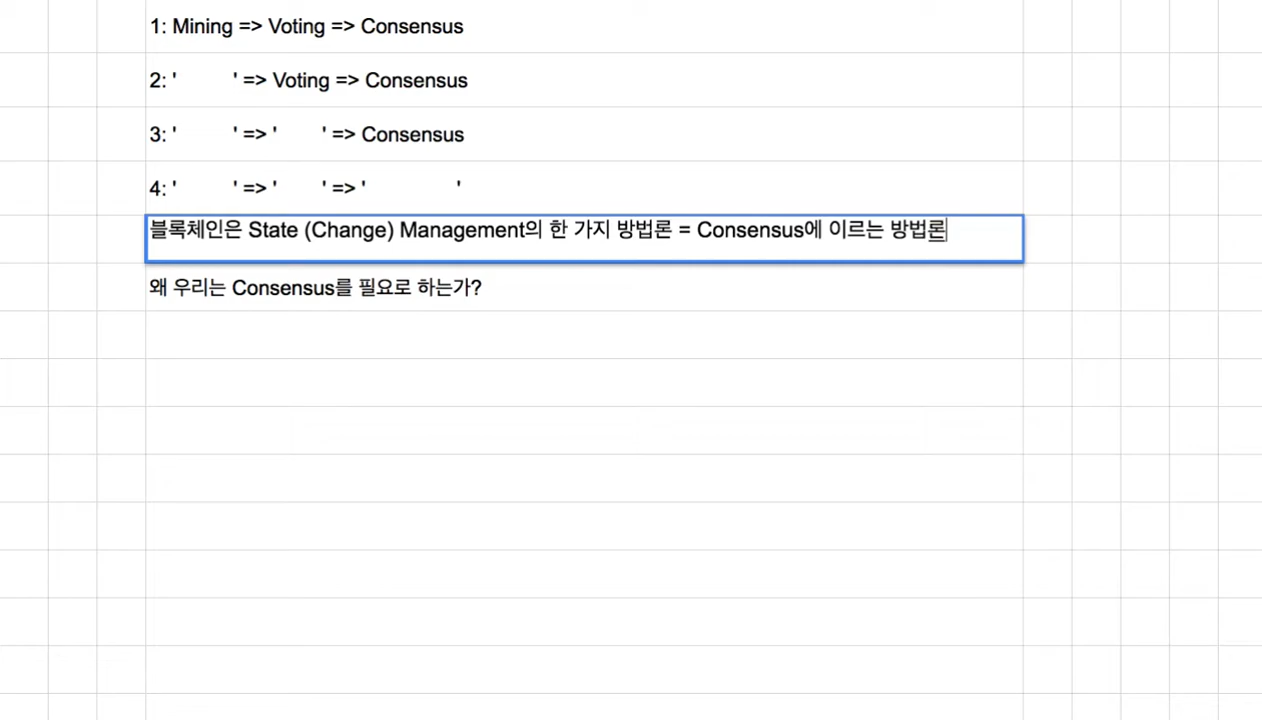 1: Mining => Voting => Consensus
2: ' ' => Voting => Consensus
3: ' ' => ' ' => Consensus
4: ' ' => ' ' => ' '
블록체인은 State (Change) Management의 한 가지 방법론 = Consensus에 이르는 방법론
왜 우리는 Consensus를 필요로 하는가?